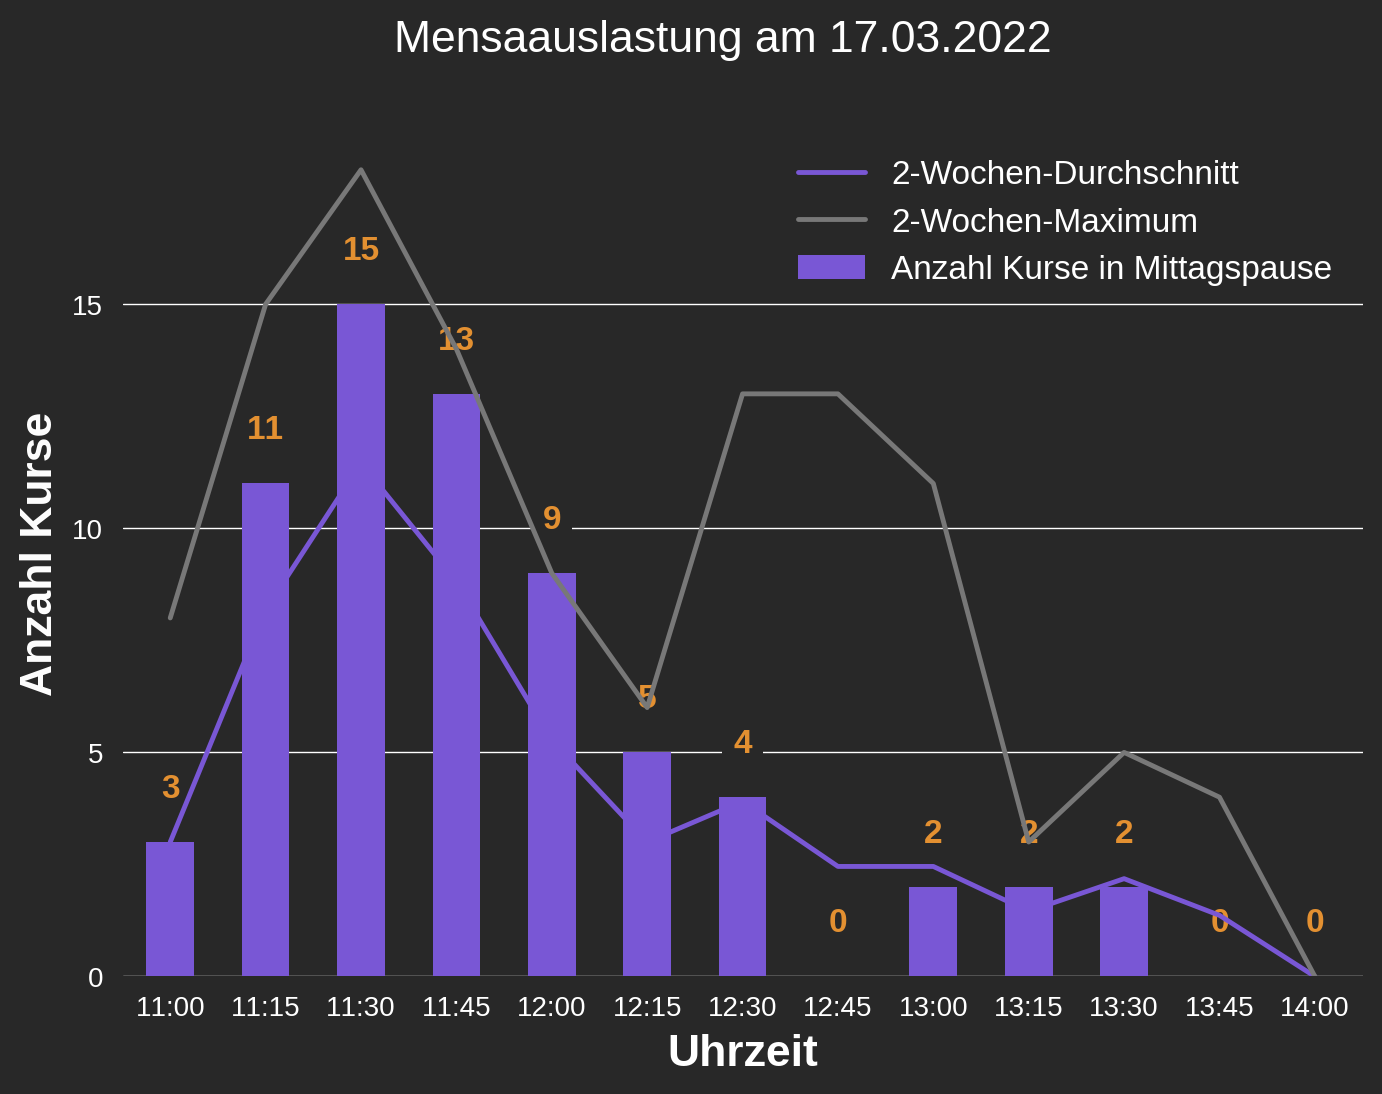 Mensaauslastung am 17.03.2022
2-Wochen-Durchschnitt
2-Wochen-Maximum
Anzahl Kurse in Mittagspause
Anzahl Kurse
15
10
5
0
3
11
15
13
9
5
4
0
2
2
2
0
0
11:00 11:15 11:30 11:45 12:00 12:15 12:30 12:45 13:00 13:15 13:30 13:45 14:00
Uhrzeit